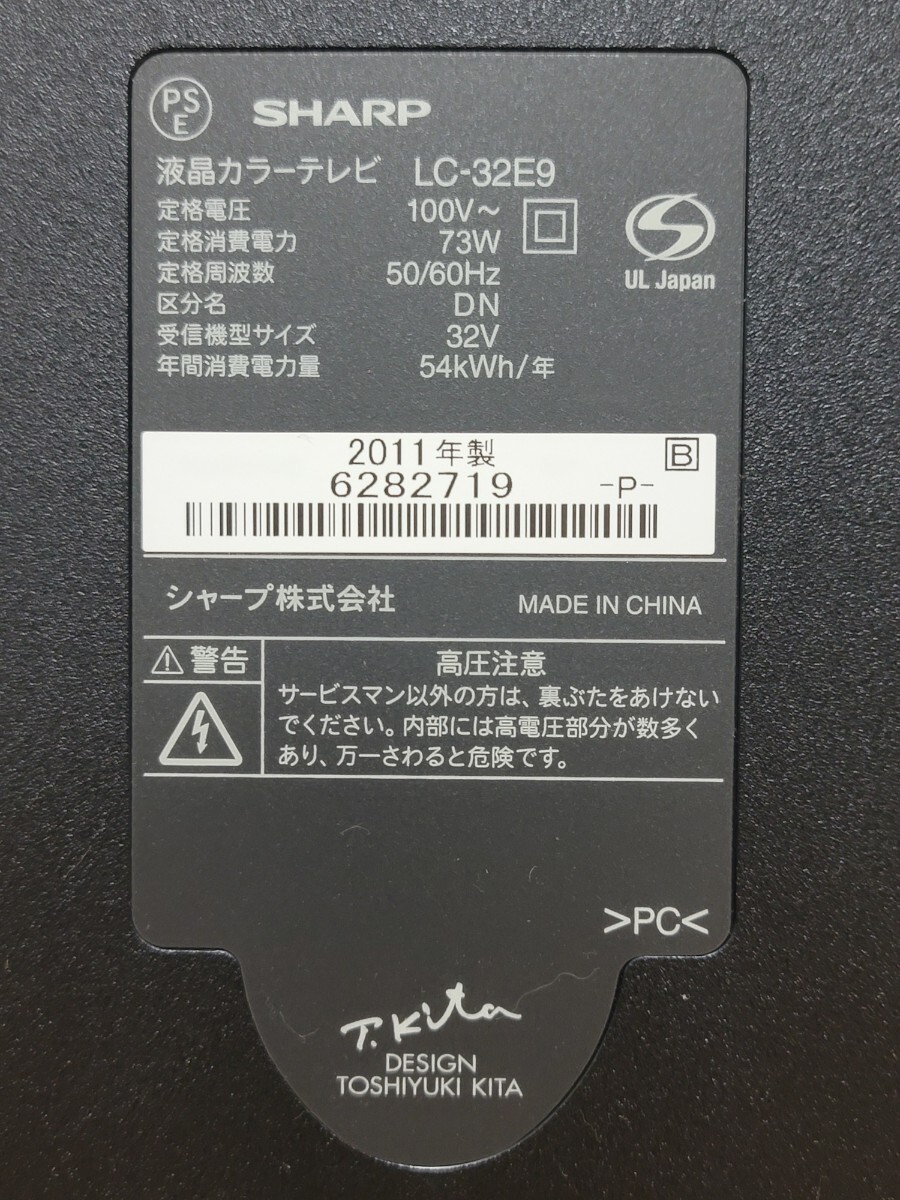 PS
E
SHARP
液晶カラーテレビ LC-32E9
定格電圧 100V～
定格消費電力 73W
定格周波数 50/60Hz
区分名 DN
受信機型サイズ 32V
年間消費電力量 54kWh/年
UL Japan
2011年製 B
6282719 -P-
シャープ株式会社 MADE IN CHINA
警告
高圧注意
サービスマン以外の方は、裏ぶたをあけない
でください。内部には高電圧部分が数多く
あり、万一さわると危険です。
>PC<
T.Kita
DESIGN
TOSHIYUKI KITA